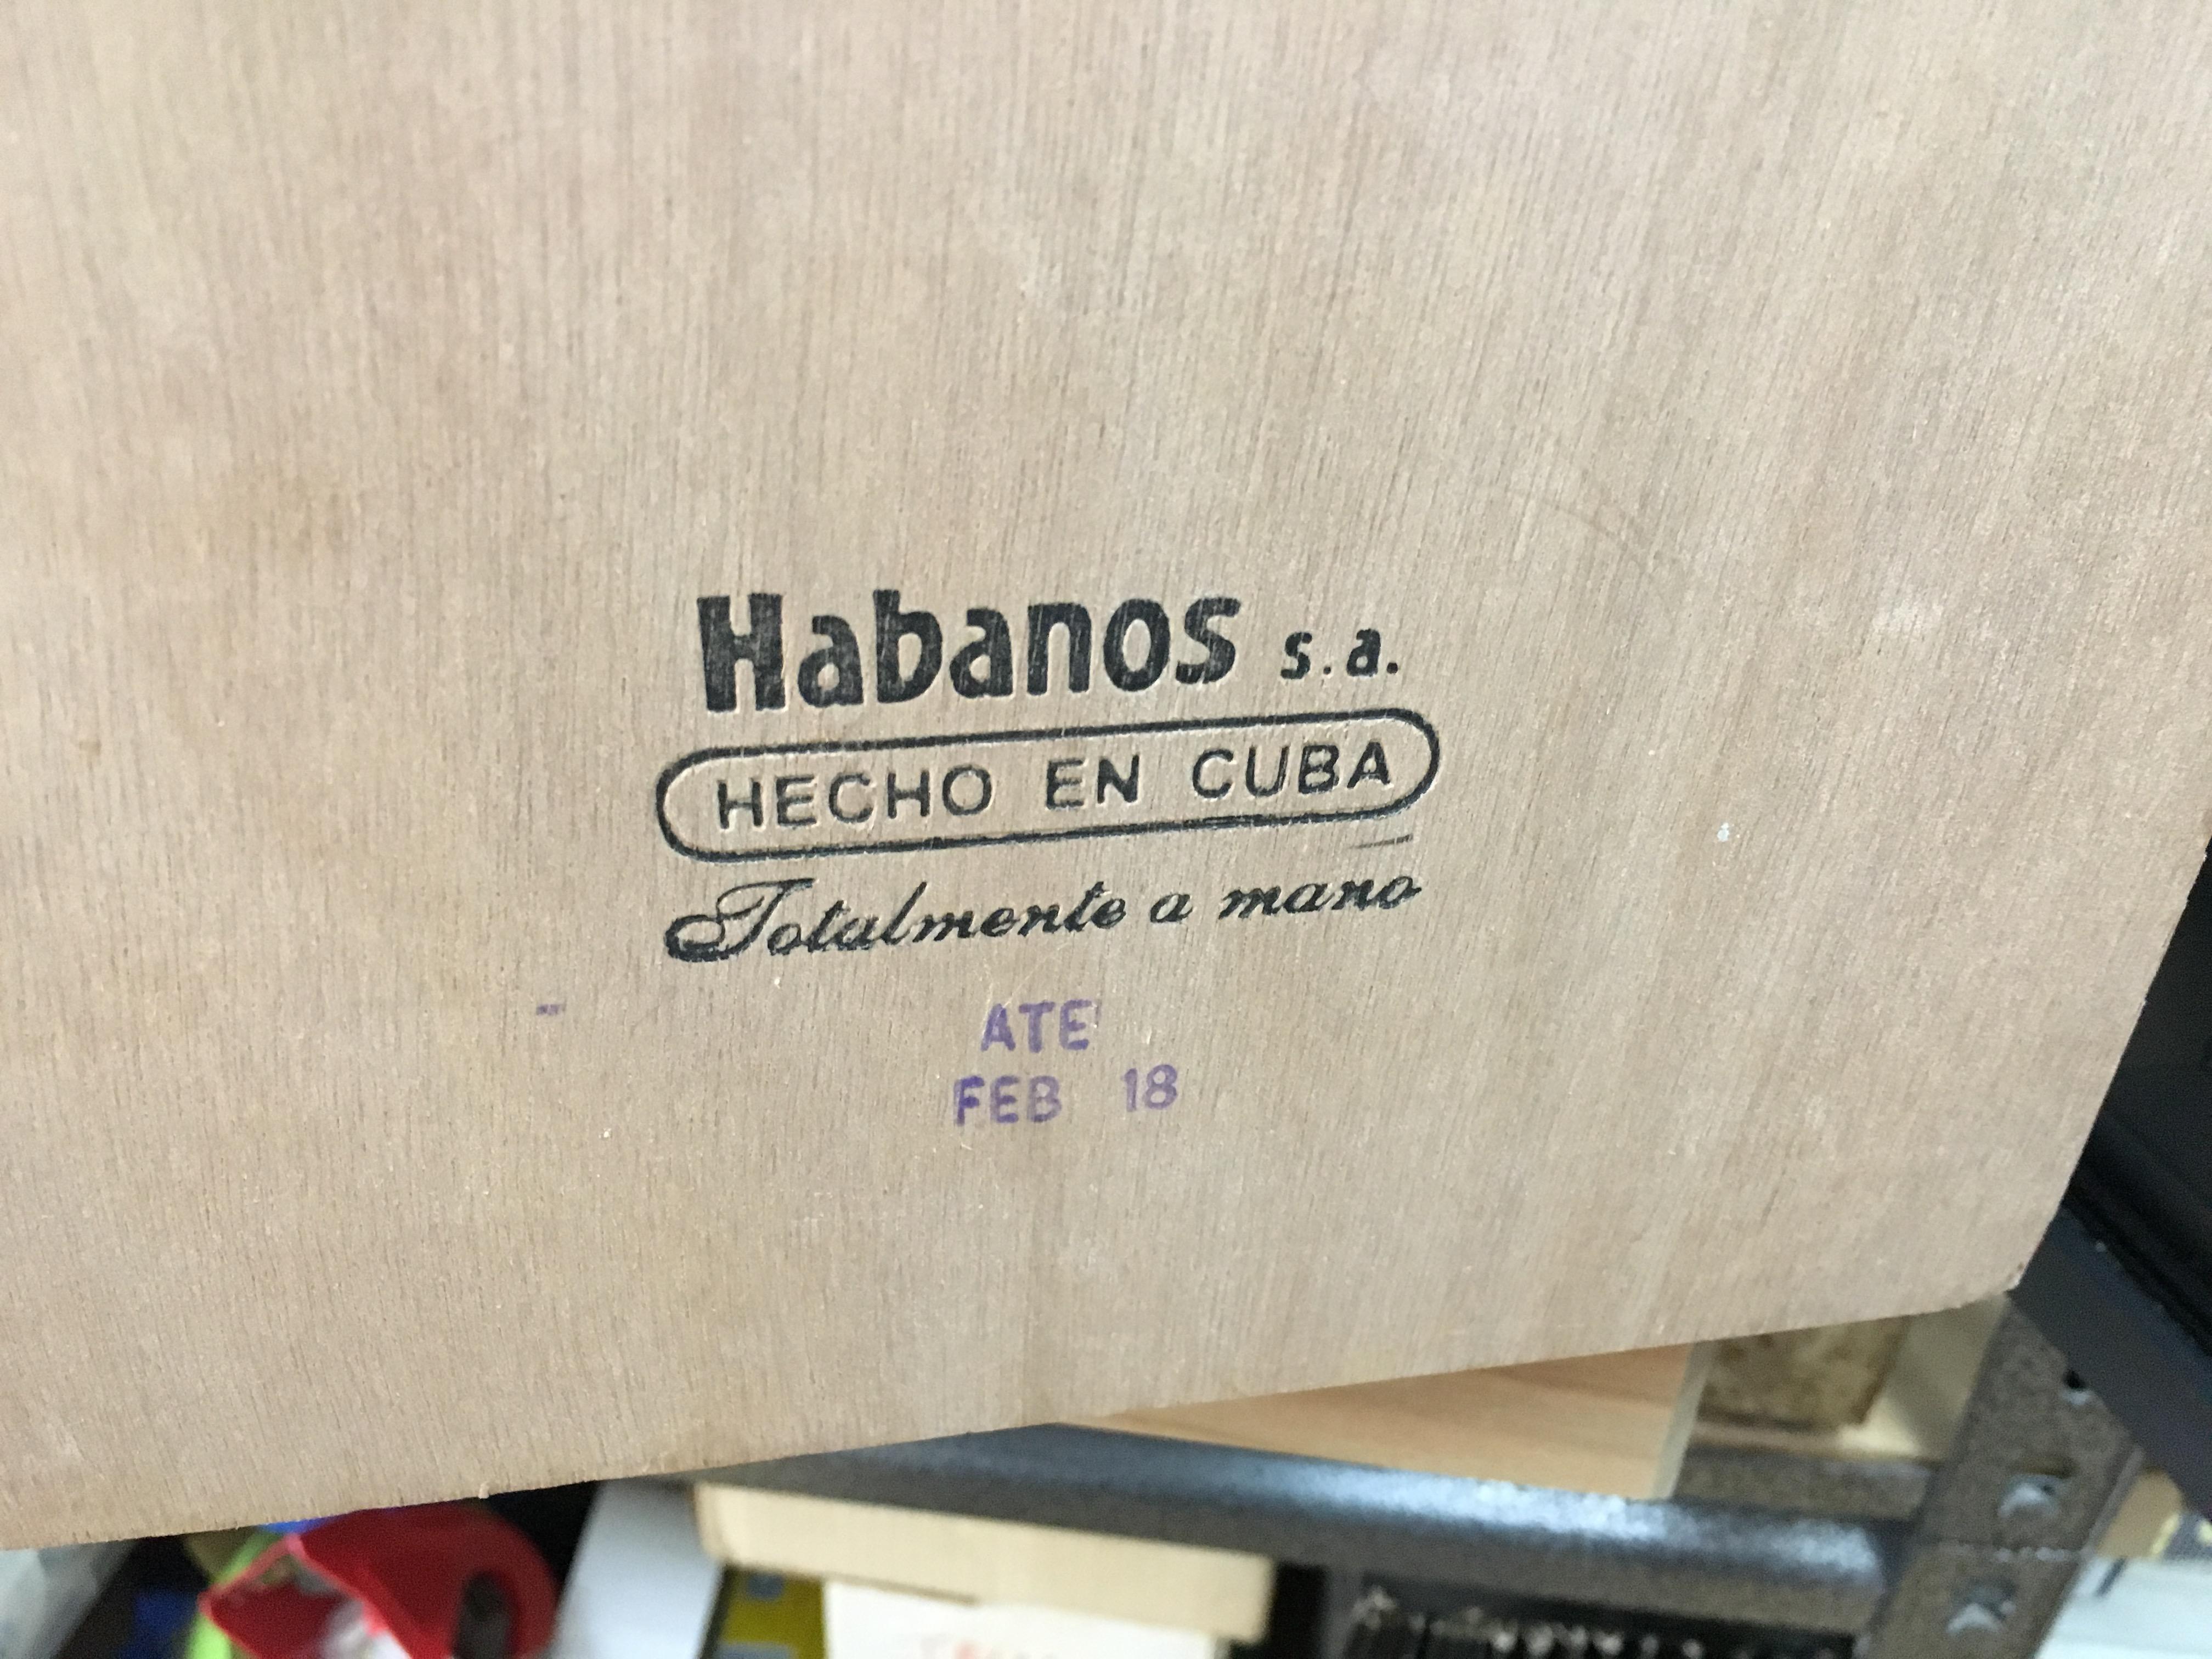 Habanos s.a.
HECHO EN CUBA
Totalmente a mano
ATE
FEB 18